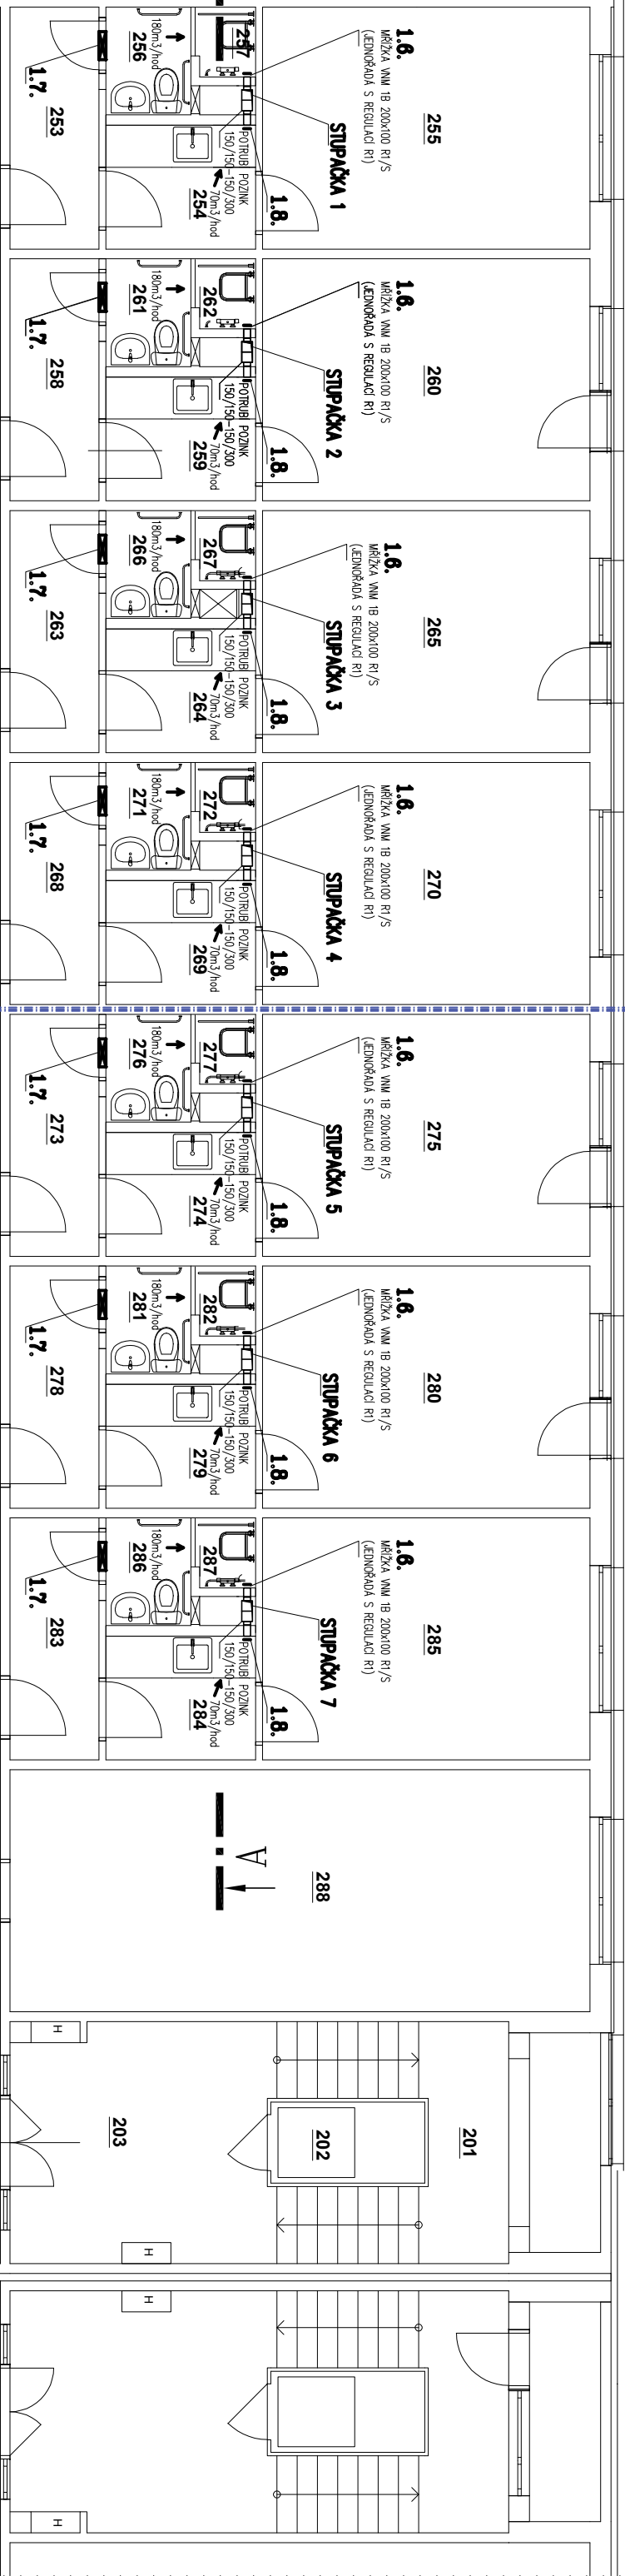 255
1.6.
MŘÍŽKA VNM 1B 200x100 R1/S
(JEDNOŘADÁ S REGULACÍ R1)
STUPAČKA 1
1.8.
257
POTRUBÍ POZINK
150/150-150/300
70m3/hod
254
180m3/hod
256
253
1.7.
260
1.6.
MŘÍŽKA VNM 1B 200x100 R1/S
(JEDNOŘADÁ S REGULACÍ R1)
STUPAČKA 2
1.8.
262
POTRUBÍ POZINK
150/150-150/300
70m3/hod
259
180m3/hod
261
258
1.7.
265
1.6.
MŘÍŽKA VNM 1B 200x100 R1/S
(JEDNOŘADÁ S REGULACÍ R1)
STUPAČKA 3
1.8.
267
POTRUBÍ POZINK
150/150-150/300
70m3/hod
264
180m3/hod
266
263
1.7.
270
1.6.
MŘÍŽKA VNM 1B 200x100 R1/S
(JEDNOŘADÁ S REGULACÍ R1)
STUPAČKA 4
1.8.
272
POTRUBÍ POZINK
150/150-150/300
70m3/hod
269
180m3/hod
271
268
1.7.
275
1.6.
MŘÍŽKA VNM 1B 200x100 R1/S
(JEDNOŘADÁ S REGULACÍ R1)
STUPAČKA 5
1.8.
277
POTRUBÍ POZINK
150/150-150/300
70m3/hod
274
180m3/hod
276
273
1.7.
280
1.6.
MŘÍŽKA VNM 1B 200x100 R1/S
(JEDNOŘADÁ S REGULACÍ R1)
STUPAČKA 6
1.8.
282
POTRUBÍ POZINK
150/150-150/300
70m3/hod
279
180m3/hod
281
278
1.7.
285
1.6.
MŘÍŽKA VNM 1B 200x100 R1/S
(JEDNOŘADÁ S REGULACÍ R1)
STUPAČKA 7
1.8.
287
POTRUBÍ POZINK
150/150-150/300
70m3/hod
284
180m3/hod
286
283
1.7.
288
A
201
202
203
H
H
H
H